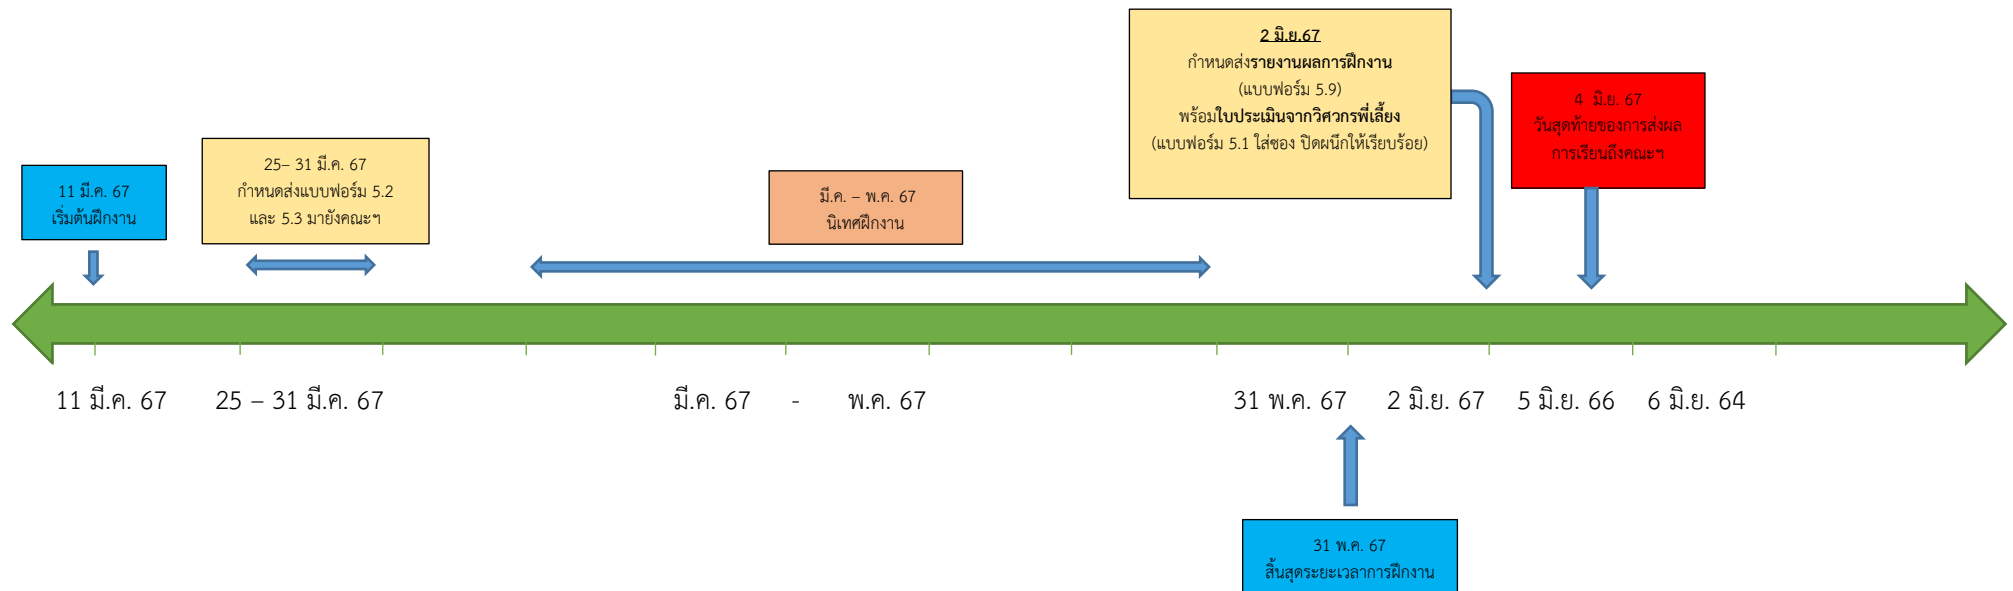 2 มิ.ย.67
กำหนดส่งรายงานผลการฝึกงาน
(แบบฟอร์ม 5.9)
พร้อมใบประเมินจากวิศวกรพี่เลี้ยง
(แบบฟอร์ม 5.1 ใส่ซอง ปิดผนึกให้เรียบร้อย)
4 มิ.ย. 67
วันสุดท้ายของการส่งผล
การเรียนถึงคณะฯ
25– 31 มี.ค. 67
กำหนดส่งแบบฟอร์ม 5.2
และ 5.3 มายังคณะฯ
11 มี.ค. 67
เริ่มต้นฝึกงาน
มี.ค. – พ.ค. 67
นิเทศฝึกงาน
11 มี.ค. 67 25 – 31 มี.ค. 67 มี.ค. 67 - พ.ค. 67 31 พ.ค. 67 2 มิ.ย. 67 5 มิ.ย. 66 6 มิ.ย. 64
31 พ.ค. 67
สิ้นสุดระยะเวลาการฝึกงาน